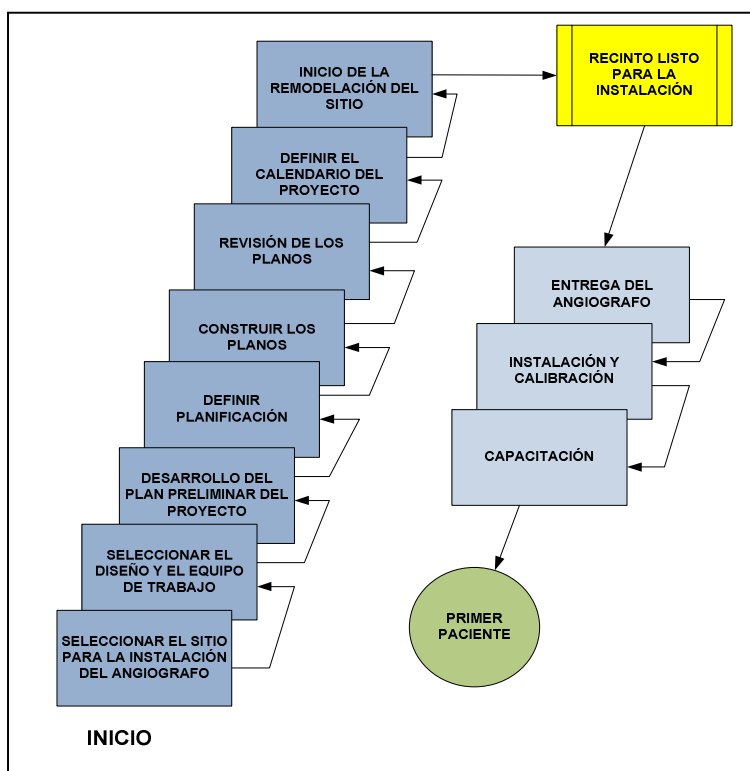 INICIO DE LA
REMODELACIÓN DEL
SITIO
DEFINIR EL
CALENDARIO DEL
PROYECTO
REVISIÓN DE LOS
PLANOS
CONSTRUIR LOS
PLANOS
DEFINIR
PLANIFICACIÓN
DESARROLLO DEL
PLAN PRELIMINAR DEL
PROYECTO
SELECCIONAR EL
DISEÑO Y EL EQUIPO
DE TRABAJO
SELECCIONAR EL SITIO
PARA LA INSTALACIÓN
DEL ANGIOGRAFO
INICIO
RECINTO LISTO
PARA LA
INSTALACIÓN
ENTREGA DEL
ANGIOGRAFO
INSTALACIÓN Y
CALIBRACIÓN
CAPACITACIÓN
PRIMER
PACIENTE